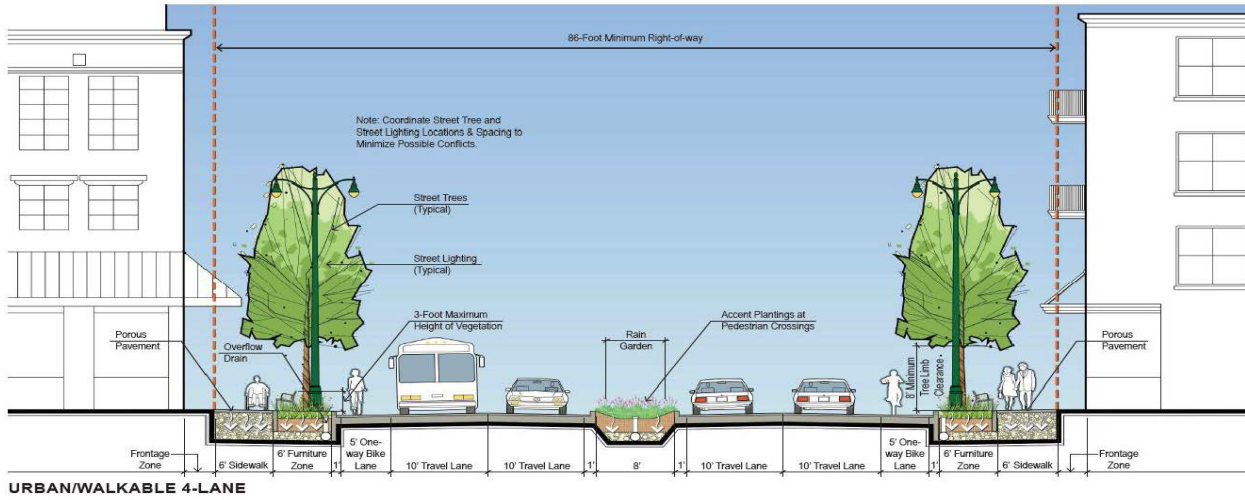 86-Foot Minimum Right-of-way
Note: Coordinate Street Tree and
Street Lighting Locations & Spacing to
Minimize Possible Conflicts.
Street Trees
(Typical)
Street Lighting
(Typical)
3-Foot Maximum
Height of Vegetation
Porous
Pavement
Overflow
Drain
Rain
Garden
Accent Plantings at
Pedestrian Crossings
8' Minimum
Tree Limb
Clearance
Porous
Pavement
Frontage
Zone
6' Sidewalk
6' Furniture
Zone
1'
5' One-
way Bike
Lane
10' Travel Lane
10' Travel Lane
1'
8'
1'
10' Travel Lane
10' Travel Lane
5' One-
way Bike
Lane
1'
6' Furniture
Zone
6' Sidewalk
Frontage
Zone
URBAN/WALKABLE 4-LANE